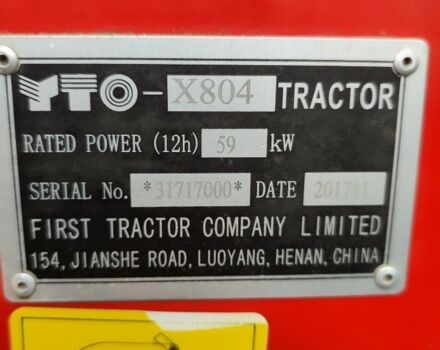 YTO-X804 TRACTOR
RATED POWER (12h) 59 kW
SERIAL No. *31717000* DATE 201711
FIRST TRACTOR COMPANY LIMITED
154, JIANSHE ROAD, LUOYANG, HENAN, CHINA